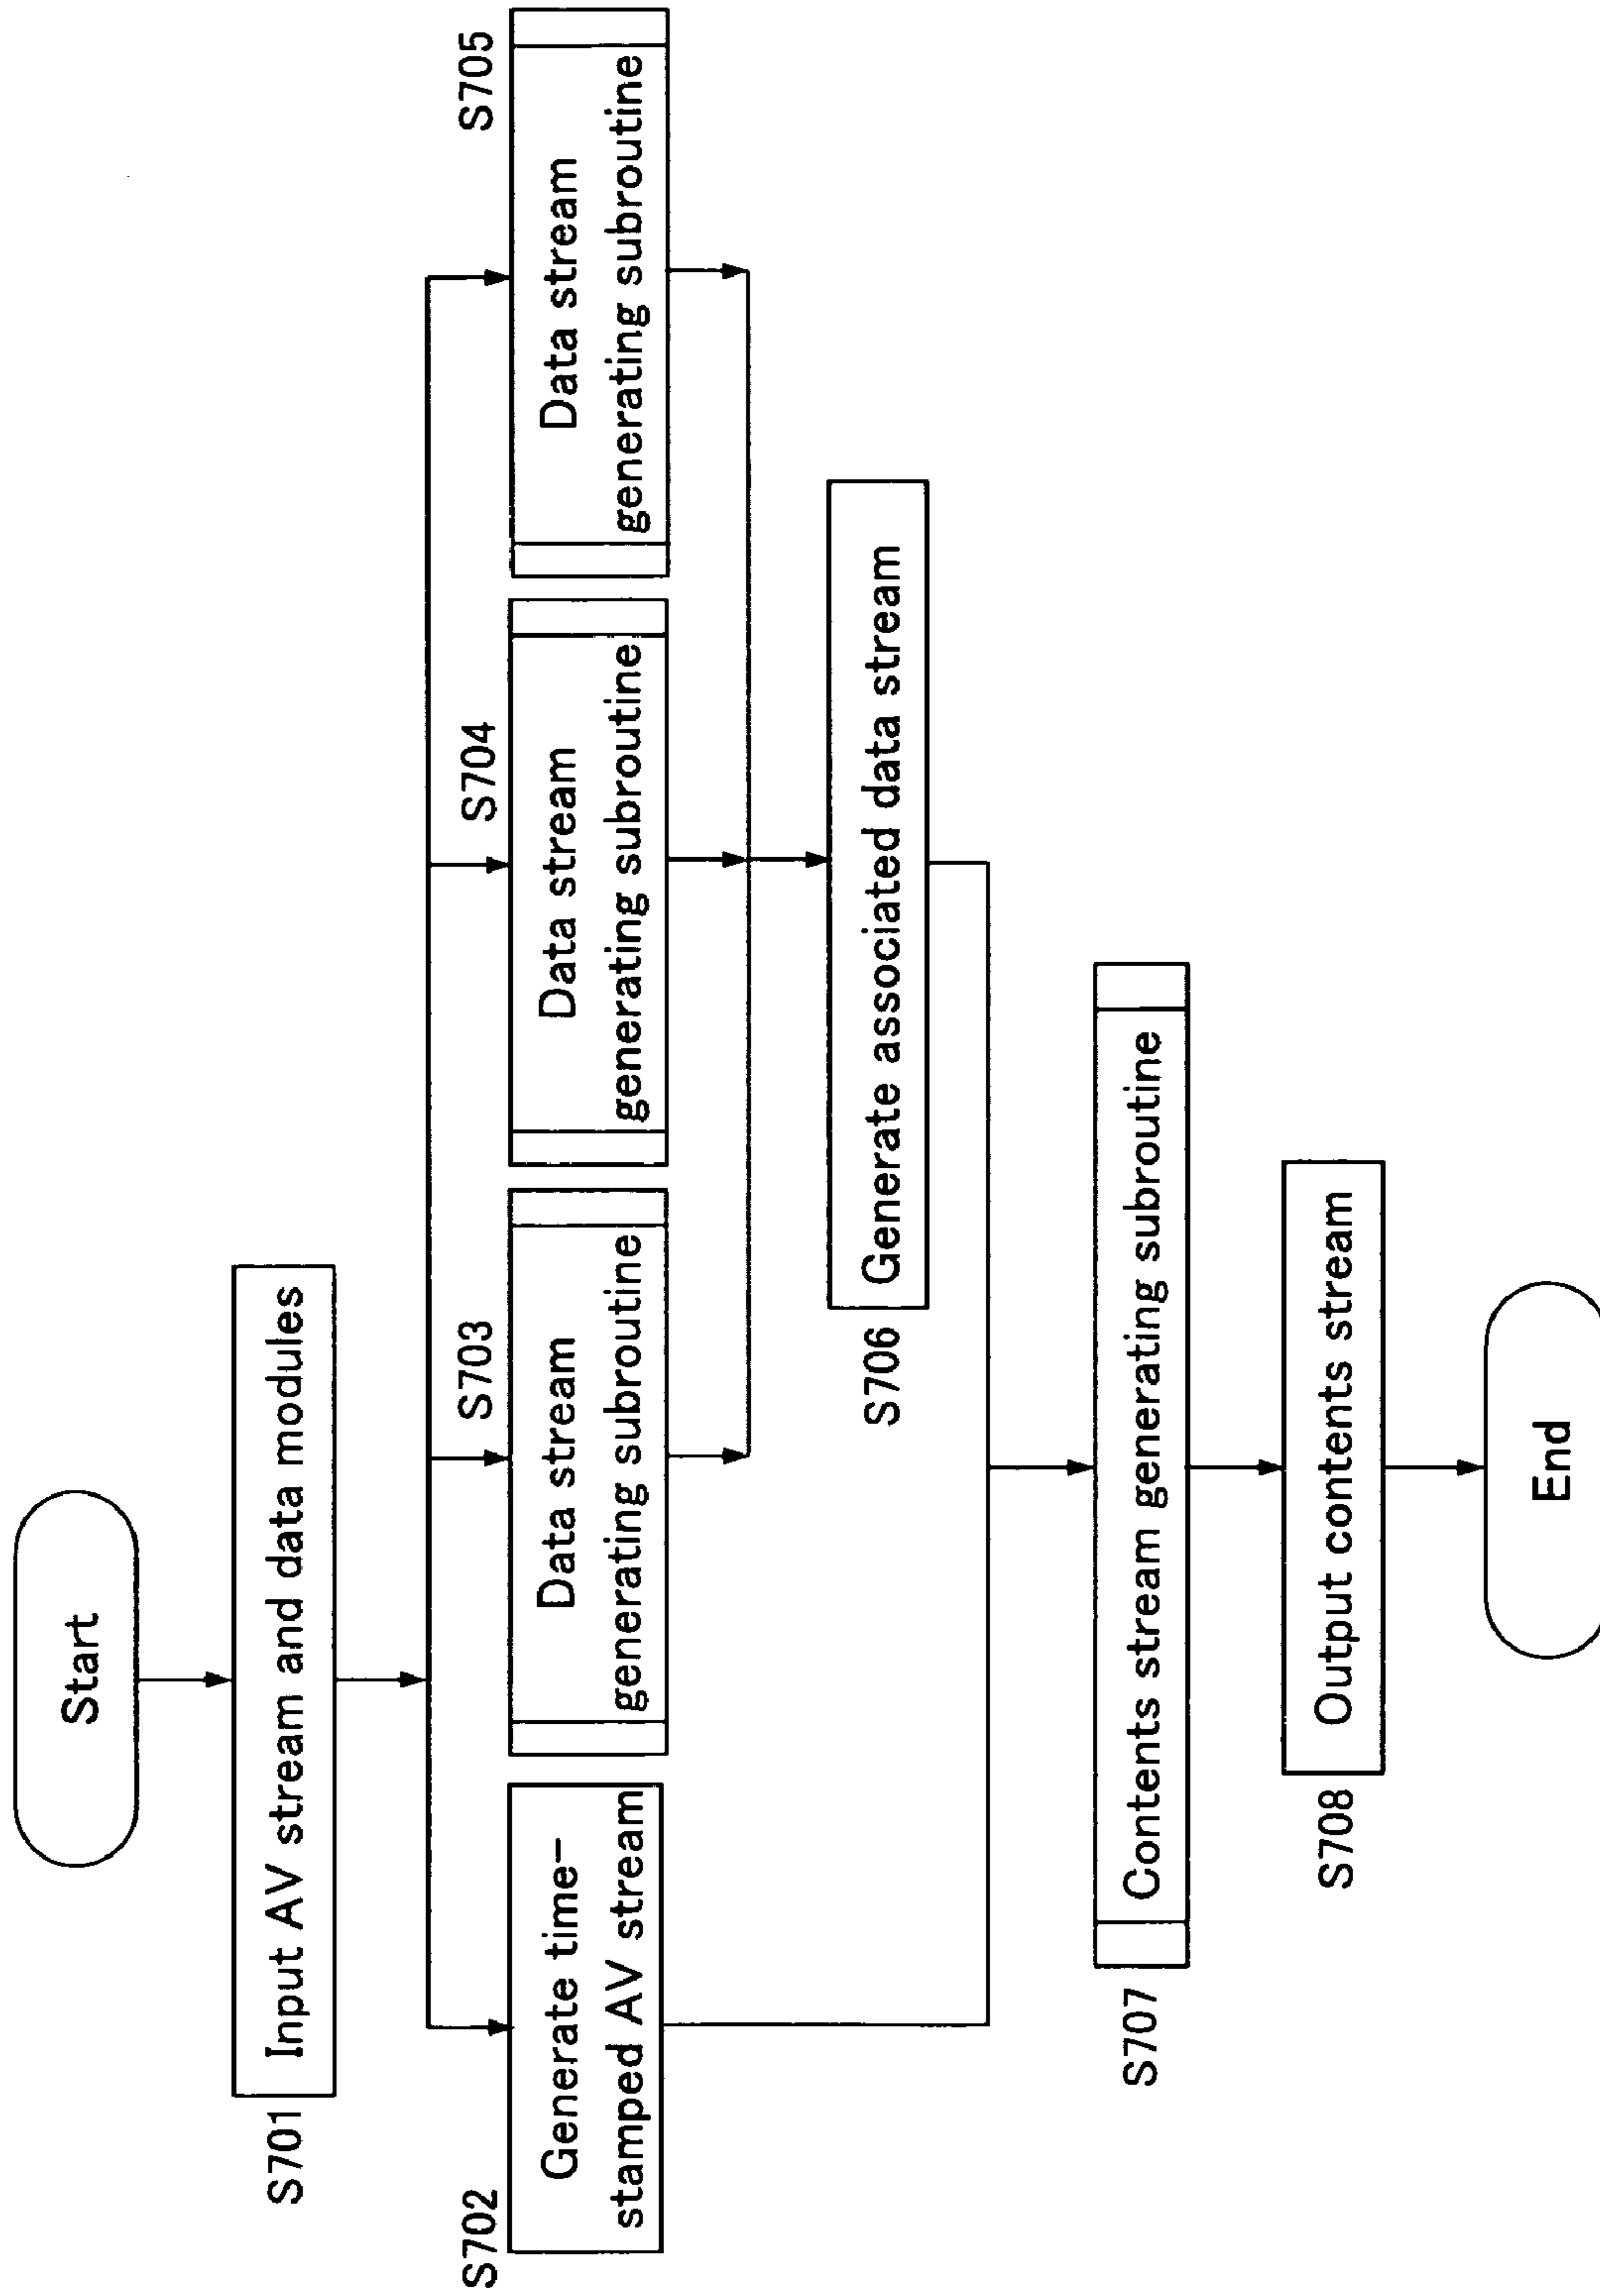 Start
S701
Input AV stream and data modules
S702
Generate time-
stamped AV stream
S703
Data stream
generating subroutine
S704
Data stream
generating subroutine
S705
Data stream
generating subroutine
S706
Generate associated data stream
S707
Contents stream generating subroutine
S708
Output contents stream
End